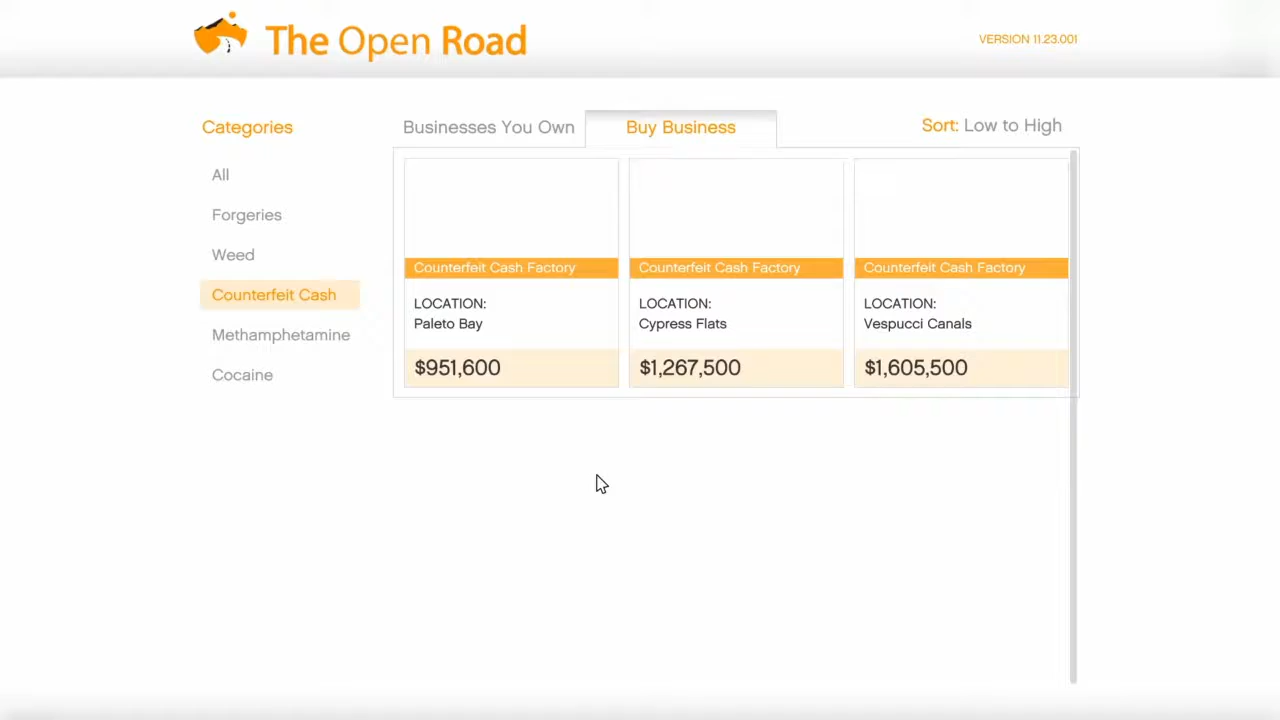 The Open Road
VERSION 11.23.001
Categories
All
Forgeries
Weed
Counterfeit Cash
Methamphetamine
Cocaine
Businesses You Own
Buy Business
Sort: Low to High
Counterfeit Cash Factory
LOCATION:
Paleto Bay
$951,600
Counterfeit Cash Factory
LOCATION:
Cypress Flats
$1,267,500
Counterfeit Cash Factory
LOCATION:
Vespucci Canals
$1,605,500